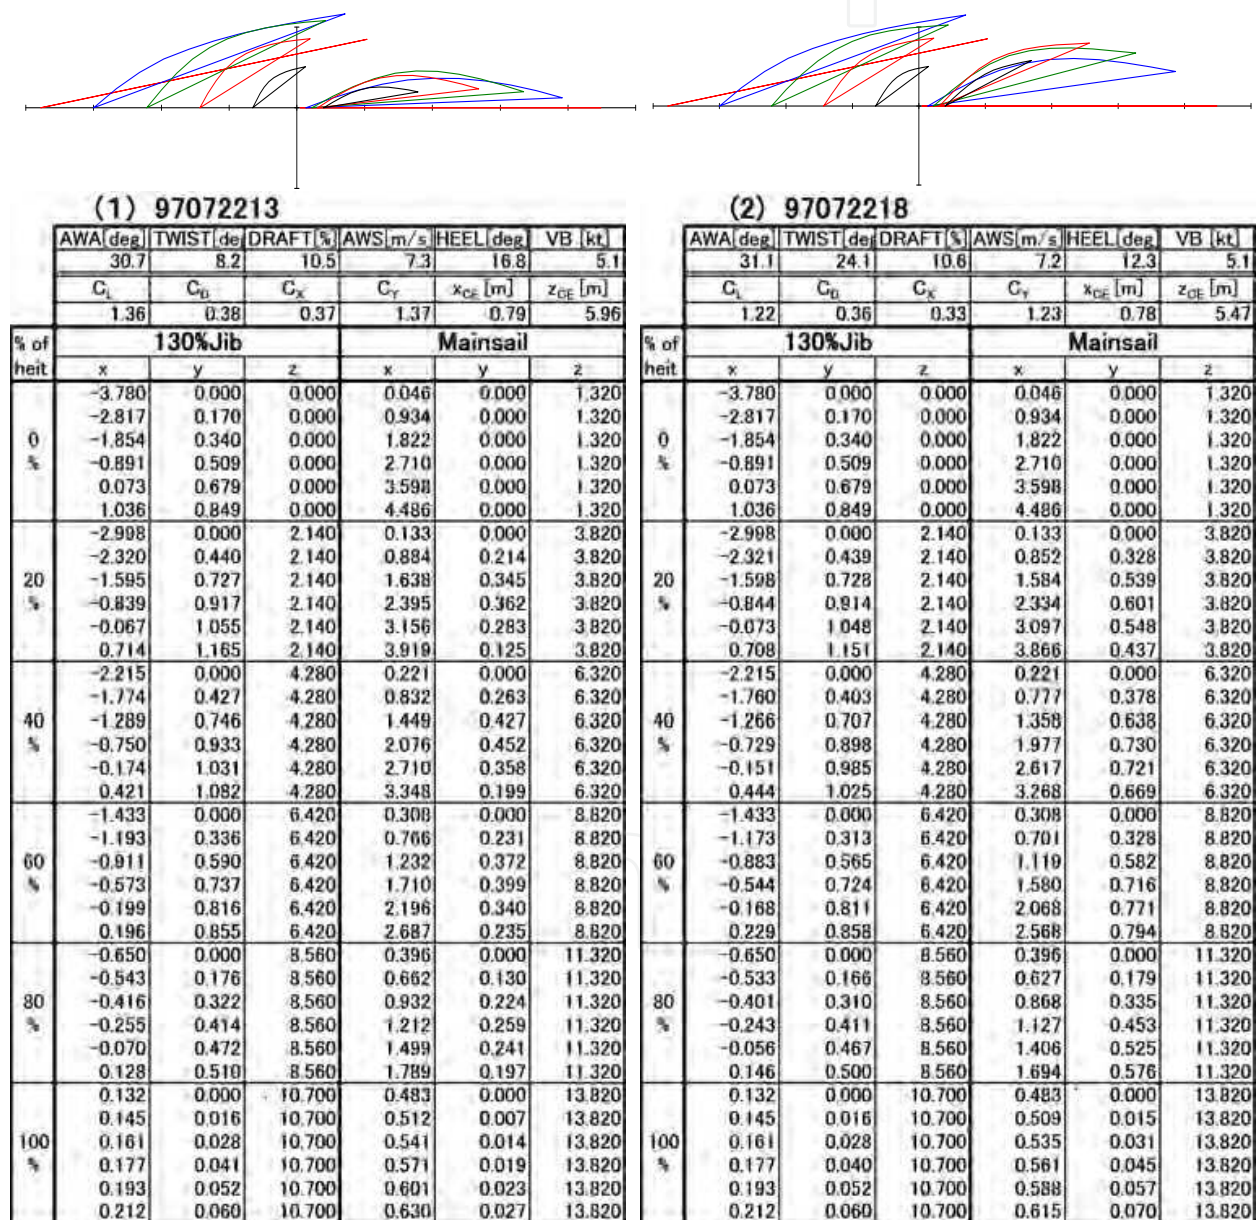 (1) 97072213
AWA[deg] TWIST[deg DRAFT[%] AWS[m/s] HEEL[deg] VB [kt]
30.7 8.2 10.5 7.3 16.8 5.1
CL CD CX CY xCE [m] zCE [m]
1.36 0.38 0.37 1.37 0.79 5.96
% of 130%Jib Mainsail
heit x y z x y z
-3.780 0.000 0.000 0.046 0.000 1.320
-2.817 0.170 0.000 0.934 0.000 1.320
0 -1.854 0.340 0.000 1.822 0.000 1.320
% -0.891 0.509 0.000 2.710 0.000 1.320
0.073 0.679 0.000 3.598 0.000 1.320
1.036 0.849 0.000 4.486 0.000 1.320
-2.998 0.000 2.140 0.133 0.000 3.820
-2.320 0.440 2.140 0.884 0.214 3.820
20 -1.595 0.727 2.140 1.638 0.345 3.820
% -0.839 0.917 2.140 2.395 0.362 3.820
-0.067 1.055 2.140 3.156 0.283 3.820
0.714 1.165 2.140 3.919 0.125 3.820
-2.215 0.000 4.280 0.221 0.000 6.320
-1.774 0.427 4.280 0.832 0.263 6.320
40 -1.289 0.746 4.280 1.449 0.427 6.320
% -0.750 0.933 4.280 2.076 0.452 6.320
-0.174 1.031 4.280 2.710 0.358 6.320
0.421 1.082 4.280 3.348 0.199 6.320
-1.433 0.000 6.420 0.308 0.000 8.820
-1.193 0.336 6.420 0.766 0.231 8.820
60 -0.911 0.590 6.420 1.232 0.372 8.820
% -0.573 0.737 6.420 1.710 0.399 8.820
-0.199 0.816 6.420 2.196 0.340 8.820
0.196 0.855 6.420 2.687 0.235 8.820
-0.650 0.000 8.560 0.396 0.000 11.320
-0.543 0.176 8.560 0.662 0.130 11.320
80 -0.416 0.322 8.560 0.932 0.224 11.320
% -0.255 0.414 8.560 1.212 0.259 11.320
-0.070 0.472 8.560 1.499 0.241 11.320
0.128 0.510 8.560 1.789 0.197 11.320
0.132 0.000 10.700 0.483 0.000 13.820
0.145 0.016 10.700 0.512 0.007 13.820
100 0.161 0.028 10.700 0.541 0.014 13.820
% 0.177 0.041 10.700 0.571 0.019 13.820
0.193 0.052 10.700 0.601 0.023 13.820
0.212 0.060 10.700 0.630 0.027 13.820
(2) 97072218
AWA[deg] TWIST[deg DRAFT[%] AWS[m/s] HEEL[deg] VB [kt]
31.1 24.1 10.6 7.2 12.3 5.1
CL CD CX CY xCE [m] zCE [m]
1.22 0.36 0.33 1.23 0.78 5.47
% of 130%Jib Mainsail
heit x y z x y z
-3.780 0.000 0.000 0.046 0.000 1.320
-2.817 0.170 0.000 0.934 0.000 1.320
0 -1.854 0.340 0.000 1.822 0.000 1.320
% -0.891 0.509 0.000 2.710 0.000 1.320
0.073 0.679 0.000 3.598 0.000 1.320
1.036 0.849 0.000 4.486 0.000 1.320
-2.998 0.000 2.140 0.133 0.000 3.820
-2.321 0.439 2.140 0.852 0.328 3.820
20 -1.598 0.728 2.140 1.584 0.539 3.820
% -0.844 0.914 2.140 2.334 0.601 3.820
-0.073 1.048 2.140 3.097 0.548 3.820
0.708 1.151 2.140 3.866 0.437 3.820
-2.215 0.000 4.280 0.221 0.000 6.320
-1.760 0.403 4.280 0.777 0.378 6.320
40 -1.266 0.707 4.280 1.358 0.638 6.320
% -0.729 0.898 4.280 1.977 0.730 6.320
-0.151 0.985 4.280 2.617 0.721 6.320
0.444 1.025 4.280 3.268 0.669 6.320
-1.433 0.000 6.420 0.308 0.000 8.820
-1.173 0.313 6.420 0.701 0.328 8.820
60 -0.883 0.565 6.420 1.119 0.582 8.820
% -0.544 0.724 6.420 1.580 0.716 8.820
-0.168 0.811 6.420 2.068 0.771 8.820
0.229 0.858 6.420 2.568 0.794 8.820
-0.650 0.000 8.560 0.396 0.000 11.320
-0.533 0.166 8.560 0.627 0.179 11.320
80 -0.401 0.310 8.560 0.868 0.335 11.320
% -0.243 0.411 8.560 1.127 0.453 11.320
-0.056 0.467 8.560 1.406 0.525 11.320
0.146 0.500 8.560 1.694 0.576 11.320
0.132 0.000 10.700 0.483 0.000 13.820
0.145 0.016 10.700 0.509 0.015 13.820
100 0.161 0.028 10.700 0.535 0.031 13.820
% 0.177 0.040 10.700 0.561 0.045 13.820
0.193 0.052 10.700 0.588 0.057 13.820
0.212 0.060 10.700 0.615 0.070 13.820